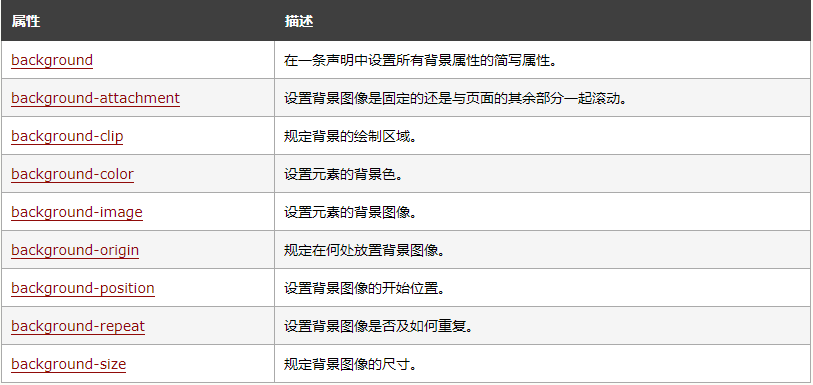 属性 描述
background 在一条声明中设置所有背景属性的简写属性。
background-attachment 设置背景图像是固定的还是与页面的其余部分一起滚动。
background-clip 规定背景的绘制区域。
background-color 设置元素的背景色。
background-image 设置元素的背景图像。
background-origin 规定在何处放置背景图像。
background-position 设置背景图像的开始位置。
background-repeat 设置背景图像是否及如何重复。
background-size 规定背景图像的尺寸。